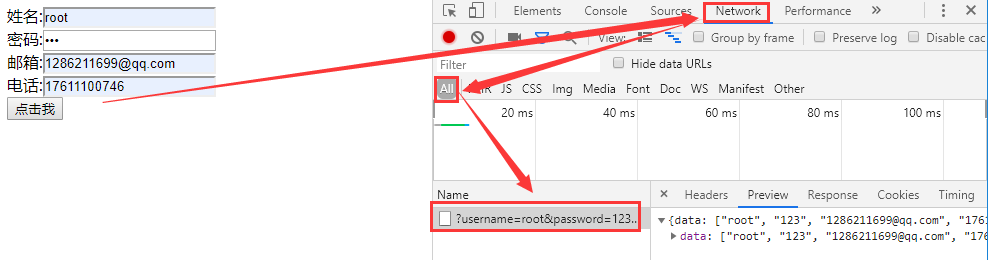 姓名:root
密码:•••
邮箱:1286211699@qq.com
电话:17611100746
点击我
Elements Console Sources Network Performance »
View: Group by frame Preserve log Disable cac
Filter Hide data URLs
All JS CSS Img Media Font Doc WS Manifest Other
20 ms 40 ms 60 ms 80 ms 100 ms
Name
?username=root&password=123...
× Headers Preview Response Cookies Timing
▼{data: ["root", "123", "1286211699@qq.com", "1761
▶ data: ["root", "123", "1286211699@qq.com", "176